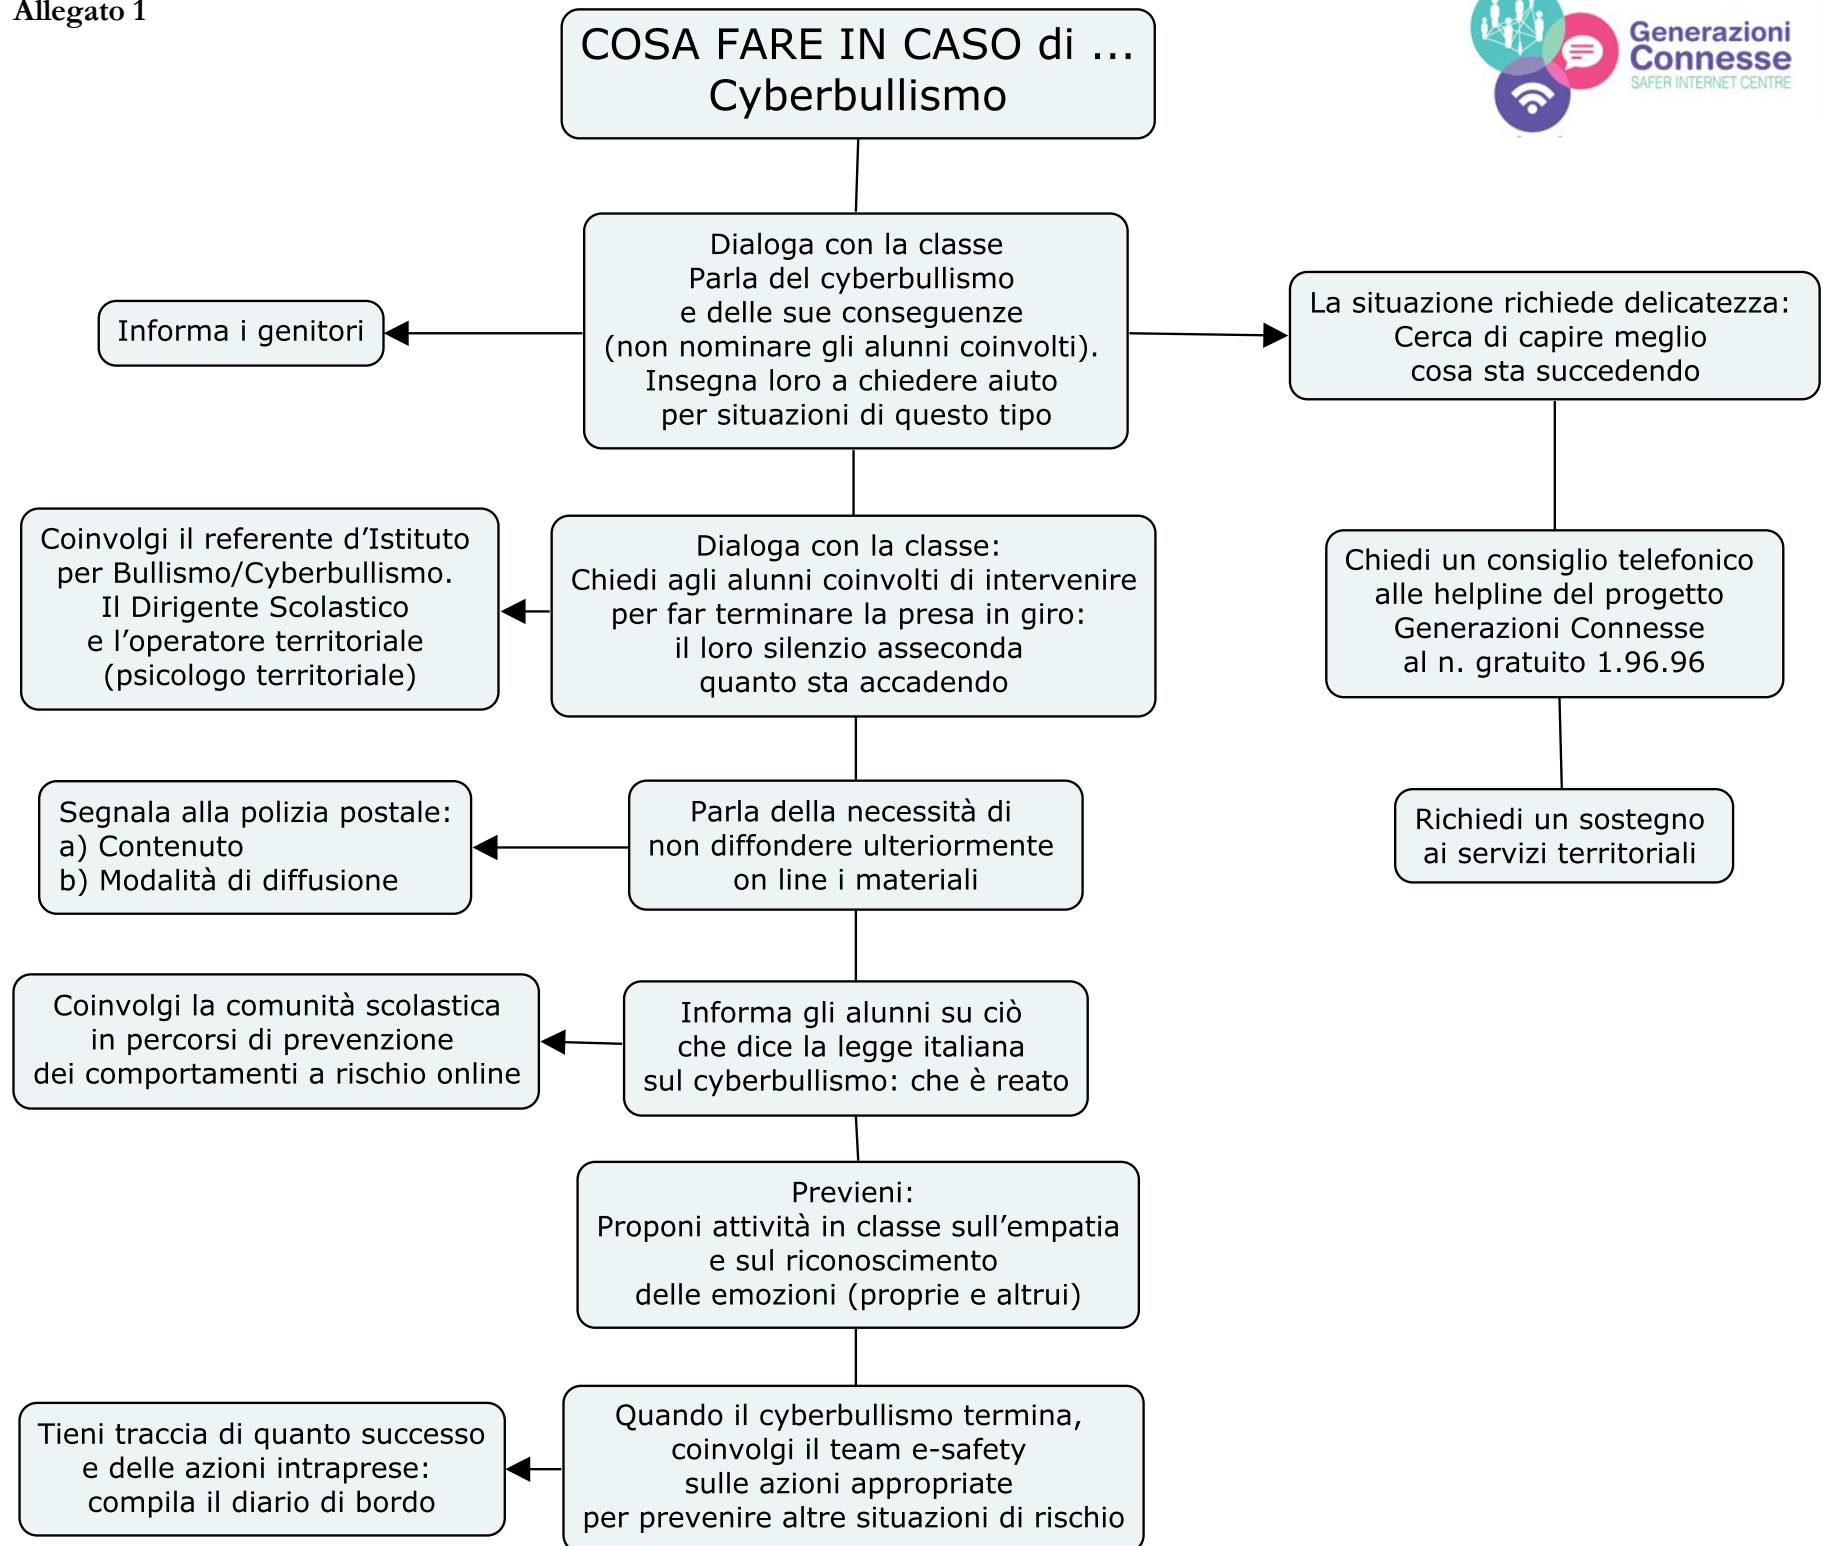 Allegato 1
Generazioni
Connesse
SAFER INTERNET CENTRE
COSA FARE IN CASO di ...
Cyberbullismo
Dialoga con la classe
Parla del cyberbullismo
e delle sue conseguenze
(non nominare gli alunni coinvolti).
Insegna loro a chiedere aiuto
per situazioni di questo tipo
Informa i genitori
La situazione richiede delicatezza:
Cerca di capire meglio
cosa sta succedendo
Coinvolgi il referente d’Istituto
per Bullismo/Cyberbullismo.
Il Dirigente Scolastico
e l’operatore territoriale
(psicologo territoriale)
Dialoga con la classe:
Chiedi agli alunni coinvolti di intervenire
per far terminare la presa in giro:
il loro silenzio asseconda
quanto sta accadendo
Chiedi un consiglio telefonico
alle helpline del progetto
Generazioni Connesse
al n. gratuito 1.96.96
Segnala alla polizia postale:
a) Contenuto
b) Modalità di diffusione
Parla della necessità di
non diffondere ulteriormente
on line i materiali
Richiedi un sostegno
ai servizi territoriali
Coinvolgi la comunità scolastica
in percorsi di prevenzione
dei comportamenti a rischio online
Informa gli alunni su ciò
che dice la legge italiana
sul cyberbullismo: che è reato
Previeni:
Proponi attività in classe sull’empatia
e sul riconoscimento
delle emozioni (proprie e altrui)
Tieni traccia di quanto successo
e delle azioni intraprese:
compila il diario di bordo
Quando il cyberbullismo termina,
coinvolgi il team e-safety
sulle azioni appropriate
per prevenire altre situazioni di rischio